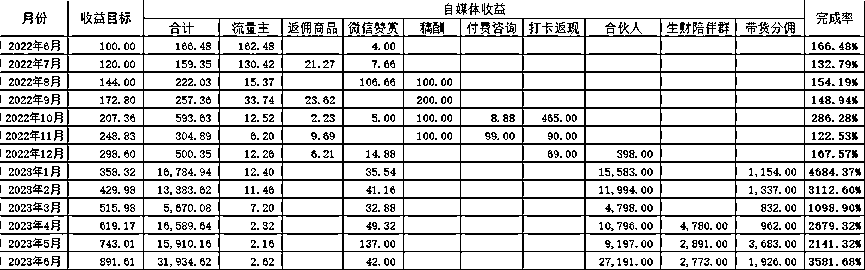 月份 收益目标 自媒体收益 完成率
合计 流量主 返佣商品 微信赞赏 稿酬 付费咨询 打卡返现 合伙人 生财陪伴群 带货分佣
2022年6月 100.00 166.48 162.48 4.00 166.48%
2022年7月 120.00 159.35 130.42 21.27 7.66 132.79%
2022年8月 144.00 222.03 15.37 106.66 100.00 154.19%
2022年9月 172.80 257.36 33.74 23.62 200.00 148.94%
2022年10月 207.36 593.63 12.52 2.23 5.00 100.00 8.88 465.00 286.28%
2022年11月 248.83 304.89 6.20 9.69 100.00 99.00 90.00 122.53%
2022年12月 298.60 500.35 12.26 6.21 14.88 69.00 398.00 167.57%
2023年1月 358.32 16,784.94 12.40 35.54 15,583.00 1,154.00 4684.37%
2023年2月 429.98 13,383.62 11.46 41.16 11,994.00 1,337.00 3112.60%
2023年3月 515.98 5,670.08 7.20 32.88 4,798.00 832.00 1098.90%
2023年4月 619.17 16,589.64 2.32 49.32 10,796.00 4,780.00 962.00 2679.32%
2023年5月 743.01 15,910.16 2.16 137.00 9,197.00 2,891.00 3,683.00 2141.32%
2023年6月 891.61 31,934.62 2.62 42.00 27,191.00 2,773.00 1,926.00 3581.68%